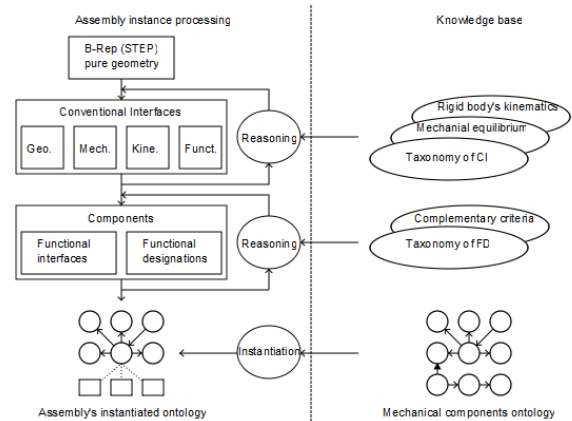 Assembly instance processing
Knowledge base
B-Rep (STEP)
pure geometry
Conventional Interfaces
Geo.
Mech.
Kine.
Funct.
Reasoning
Rigid body's kinematics
Mechanial equilibrium
Taxonomy of CI
Components
Functional
interfaces
Functional
designations
Reasoning
Complementary criteria
Taxonomy of FD
Instantiation
Assembly's instantiated ontology
Mechanical components ontology